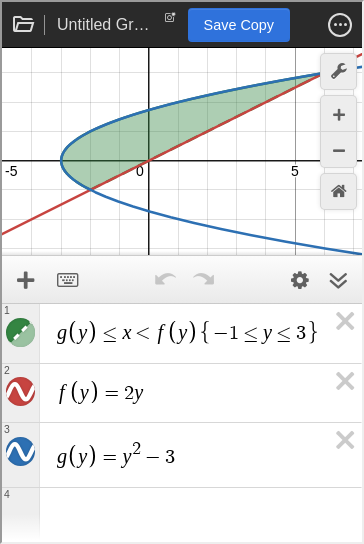 Untitled Gr...
Save Copy
-5
0
5
1
g(y) ≤ x < f(y) {−1 ≤ y ≤ 3}
2
f(y) = 2y
3
g(y) = y² − 3
4